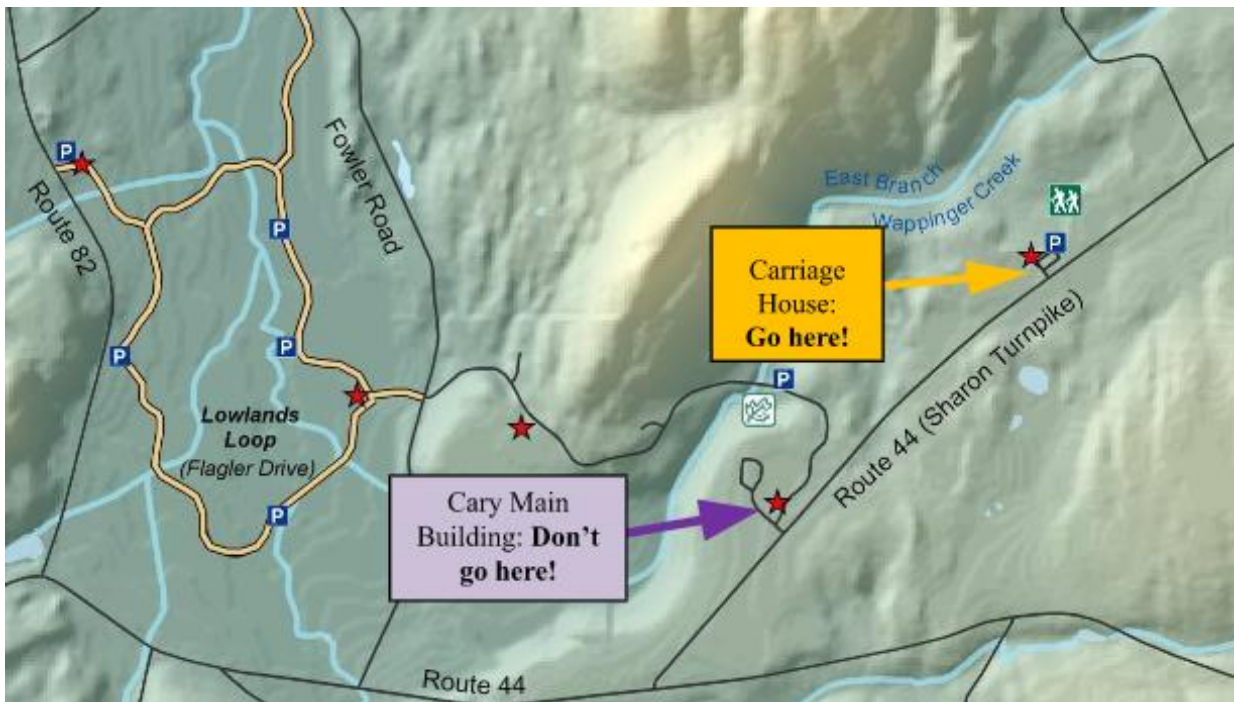 P
Route 82
Fowler Road
P
P
P
Lowlands
Loop
(Flagler Drive)
P
East Branch
Wappinger Creek
P
Carriage
House:
Go here!
P
Route 44 (Sharon Turnpike)
Cary Main
Building: Don't
go here!
Route 44